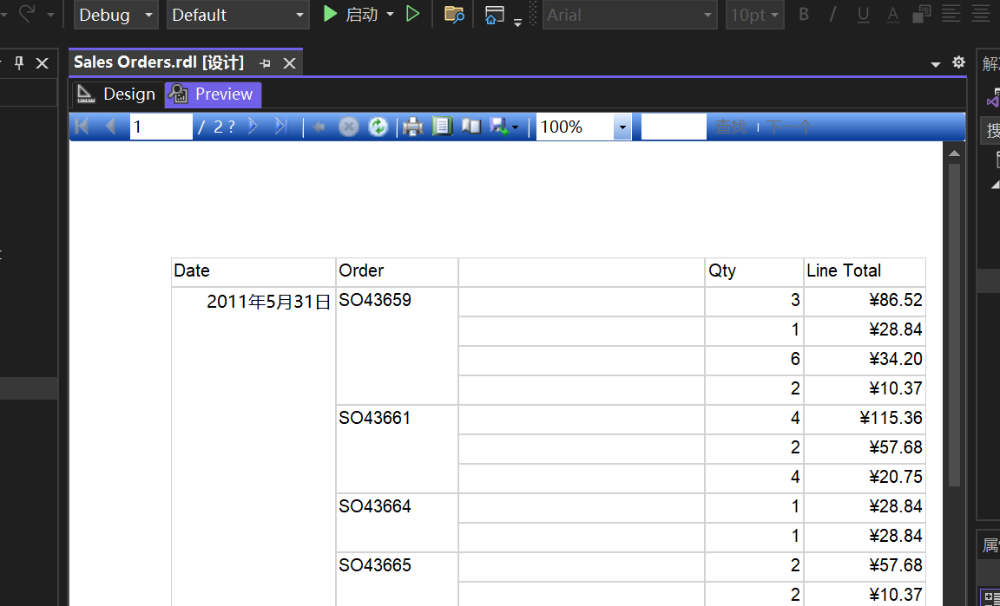 Debug Default 启动 Arial 10pt B I U A
Sales Orders.rdl [设计]
Design Preview
1 / 2 ? 100% 查找 下一个
Date Order Qty Line Total
2011年5月31日 SO43659 3 ¥86.52
1 ¥28.84
6 ¥34.20
2 ¥10.37
SO43661 4 ¥115.36
2 ¥57.68
4 ¥20.75
SO43664 1 ¥28.84
1 ¥28.84
SO43665 2 ¥57.68
2 ¥10.37